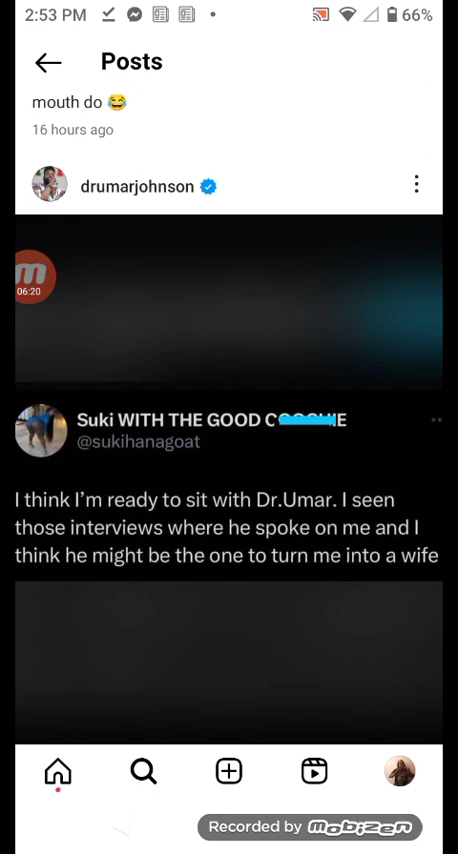 2:53 PM 66%
Posts
mouth do 😂
16 hours ago
drumarjohnson
m
06:20
Suki WITH THE GOOD
@sukihanagoat
I think I'm ready to sit with Dr.Umar. I seen
those interviews where he spoke on me and I
think he might be the one to turn me into a wife
Recorded by mobizen